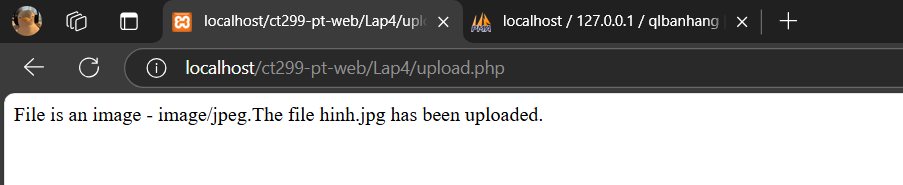 localhost/ct299-pt-web/Lap4/uplo
localhost / 127.0.0.1 / qlbanhang
localhost/ct299-pt-web/Lap4/upload.php
File is an image - image/jpeg.The file hinh.jpg has been uploaded.